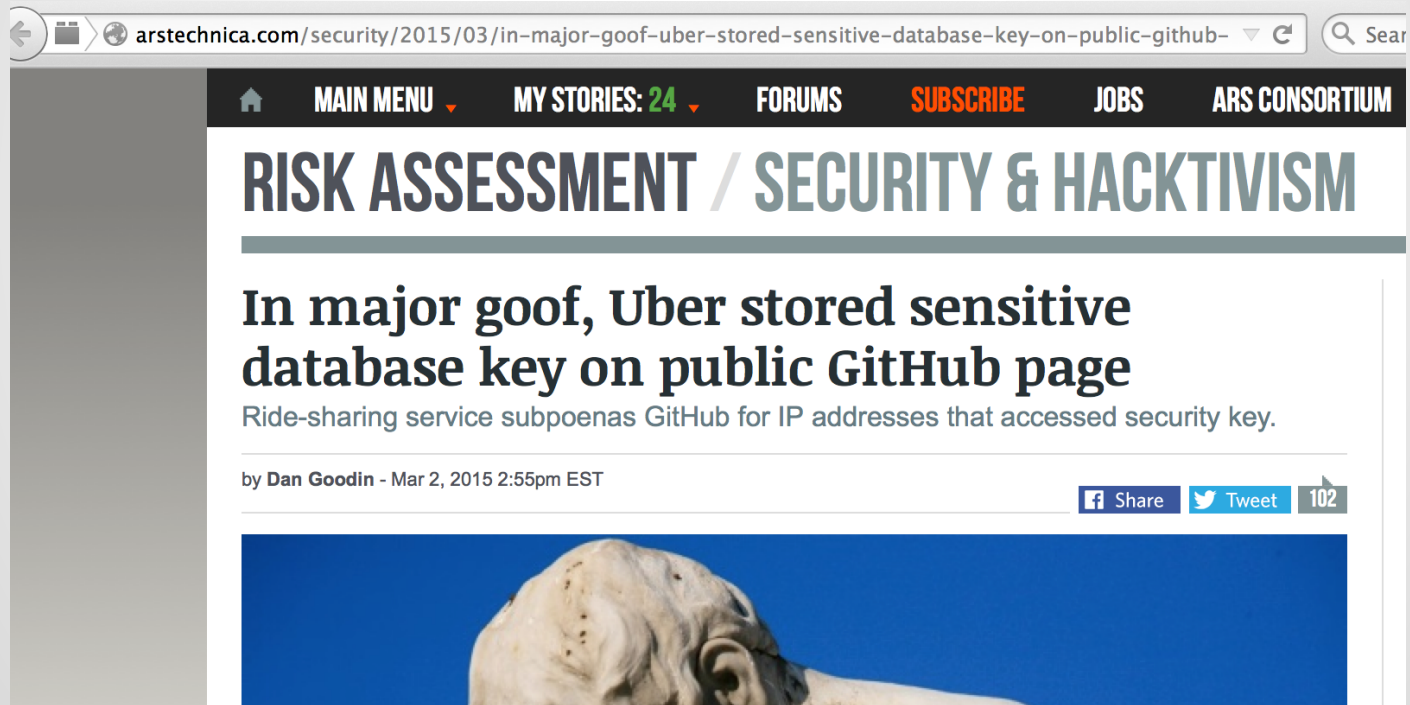 arstechnica.com/security/2015/03/in-major-goof-uber-stored-sensitive-database-key-on-public-github-
Sear
MAIN MENU MY STORIES: 24 FORUMS SUBSCRIBE JOBS ARS CONSORTIUM
RISK ASSESSMENT / SECURITY & HACKTIVISM
In major goof, Uber stored sensitive
database key on public GitHub page
Ride-sharing service subpoenas GitHub for IP addresses that accessed security key.
by Dan Goodin - Mar 2, 2015 2:55pm EST
Share Tweet 102